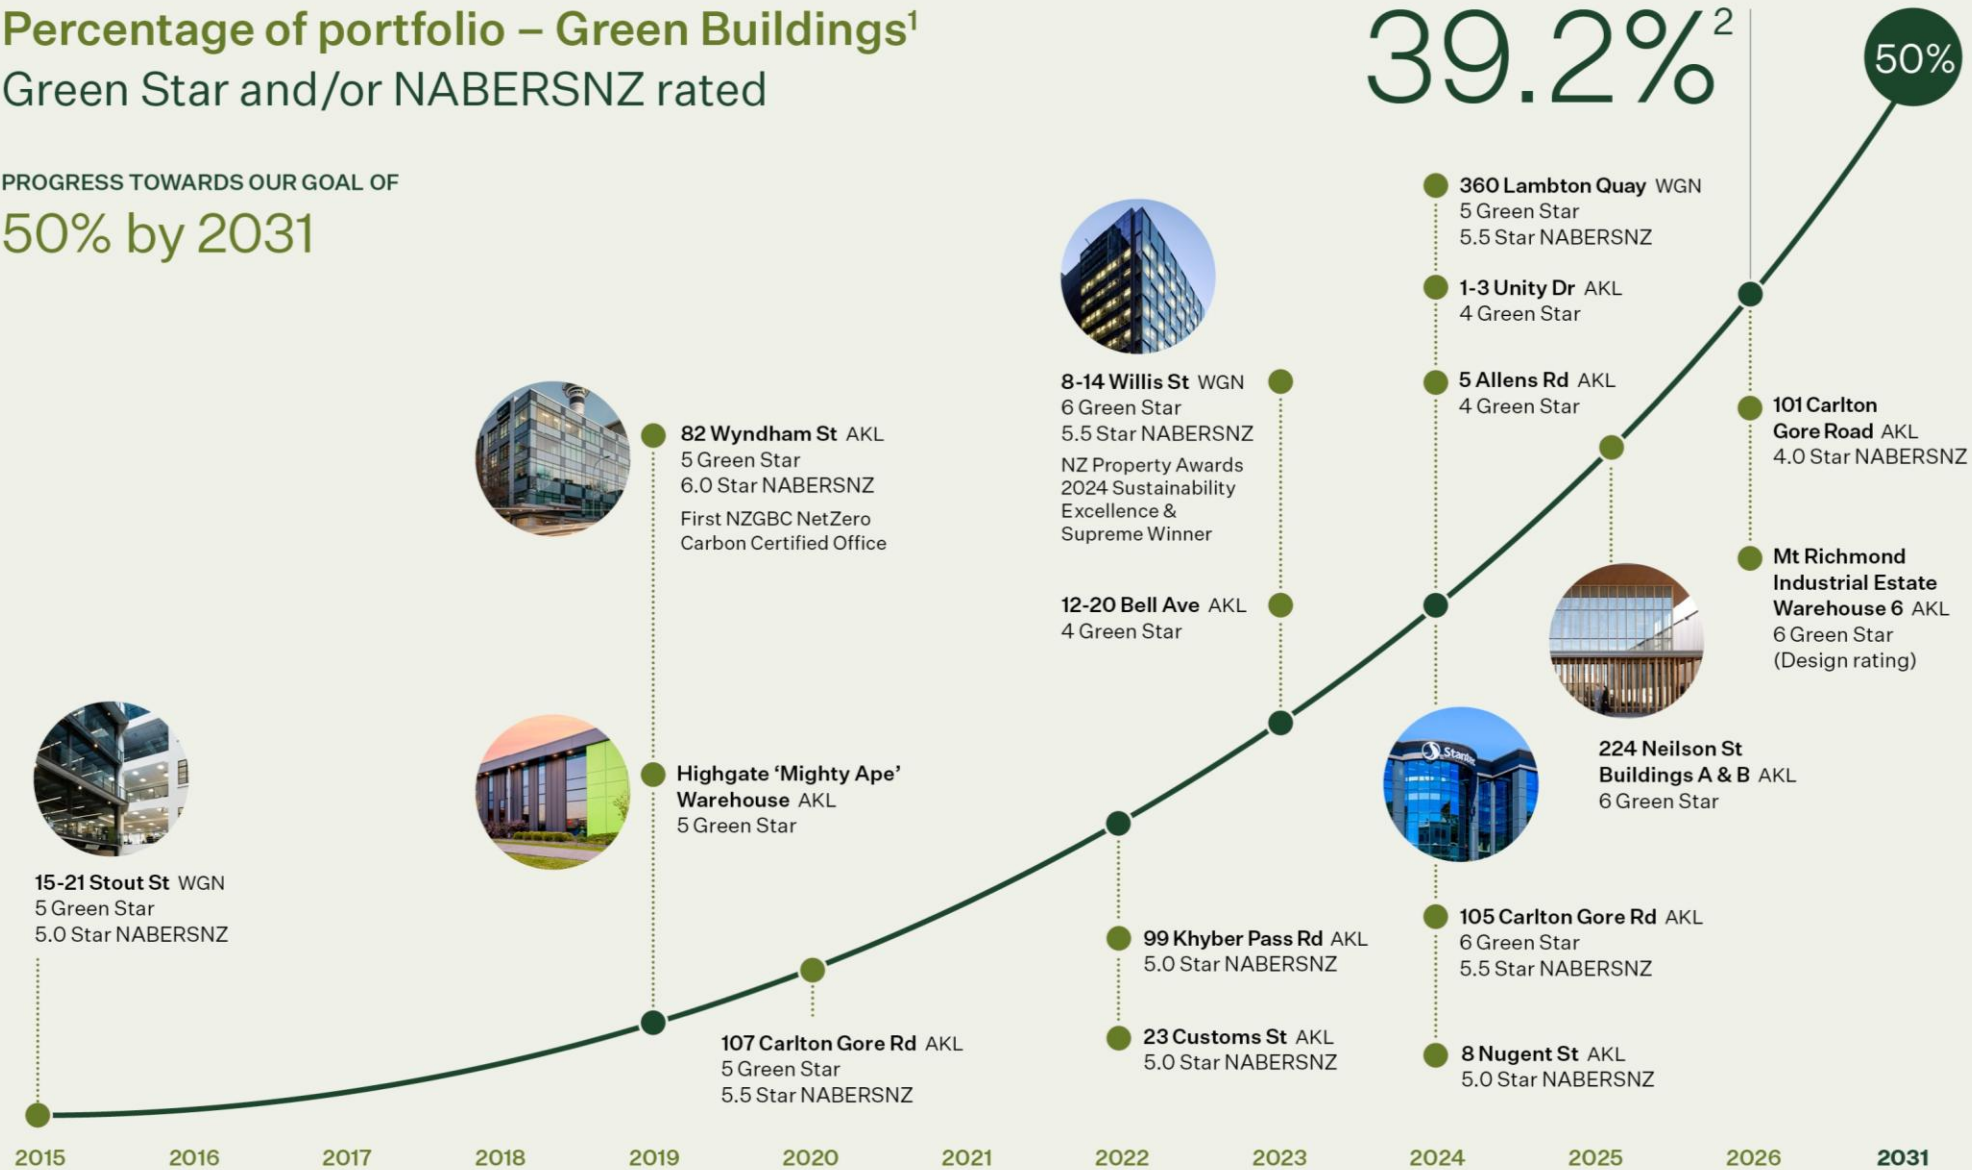 Percentage of portfolio – Green Buildings¹
Green Star and/or NABERSNZ rated
39.2%²
50%
PROGRESS TOWARDS OUR GOAL OF
50% by 2031
15-21 Stout St WGN
5 Green Star
5.0 Star NABERSNZ
82 Wyndham St AKL
5 Green Star
6.0 Star NABERSNZ
First NZGBC NetZero
Carbon Certified Office
Highgate ‘Mighty Ape’
Warehouse AKL
5 Green Star
107 Carlton Gore Rd AKL
5 Green Star
5.5 Star NABERSNZ
99 Khyber Pass Rd AKL
5.0 Star NABERSNZ
23 Customs St AKL
5.0 Star NABERSNZ
8-14 Willis St WGN
6 Green Star
5.5 Star NABERSNZ
NZ Property Awards
2024 Sustainability
Excellence &
Supreme Winner
12-20 Bell Ave AKL
4 Green Star
360 Lambton Quay WGN
5 Green Star
5.5 Star NABERSNZ
1-3 Unity Dr AKL
4 Green Star
5 Allens Rd AKL
4 Green Star
Stantec
105 Carlton Gore Rd AKL
6 Green Star
5.5 Star NABERSNZ
8 Nugent St AKL
5.0 Star NABERSNZ
224 Neilson St
Buildings A & B AKL
6 Green Star
101 Carlton
Gore Road AKL
4.0 Star NABERSNZ
Mt Richmond
Industrial Estate
Warehouse 6 AKL
6 Green Star
(Design rating)
2015 2016 2017 2018 2019 2020 2021 2022 2023 2024 2025 2026 2031